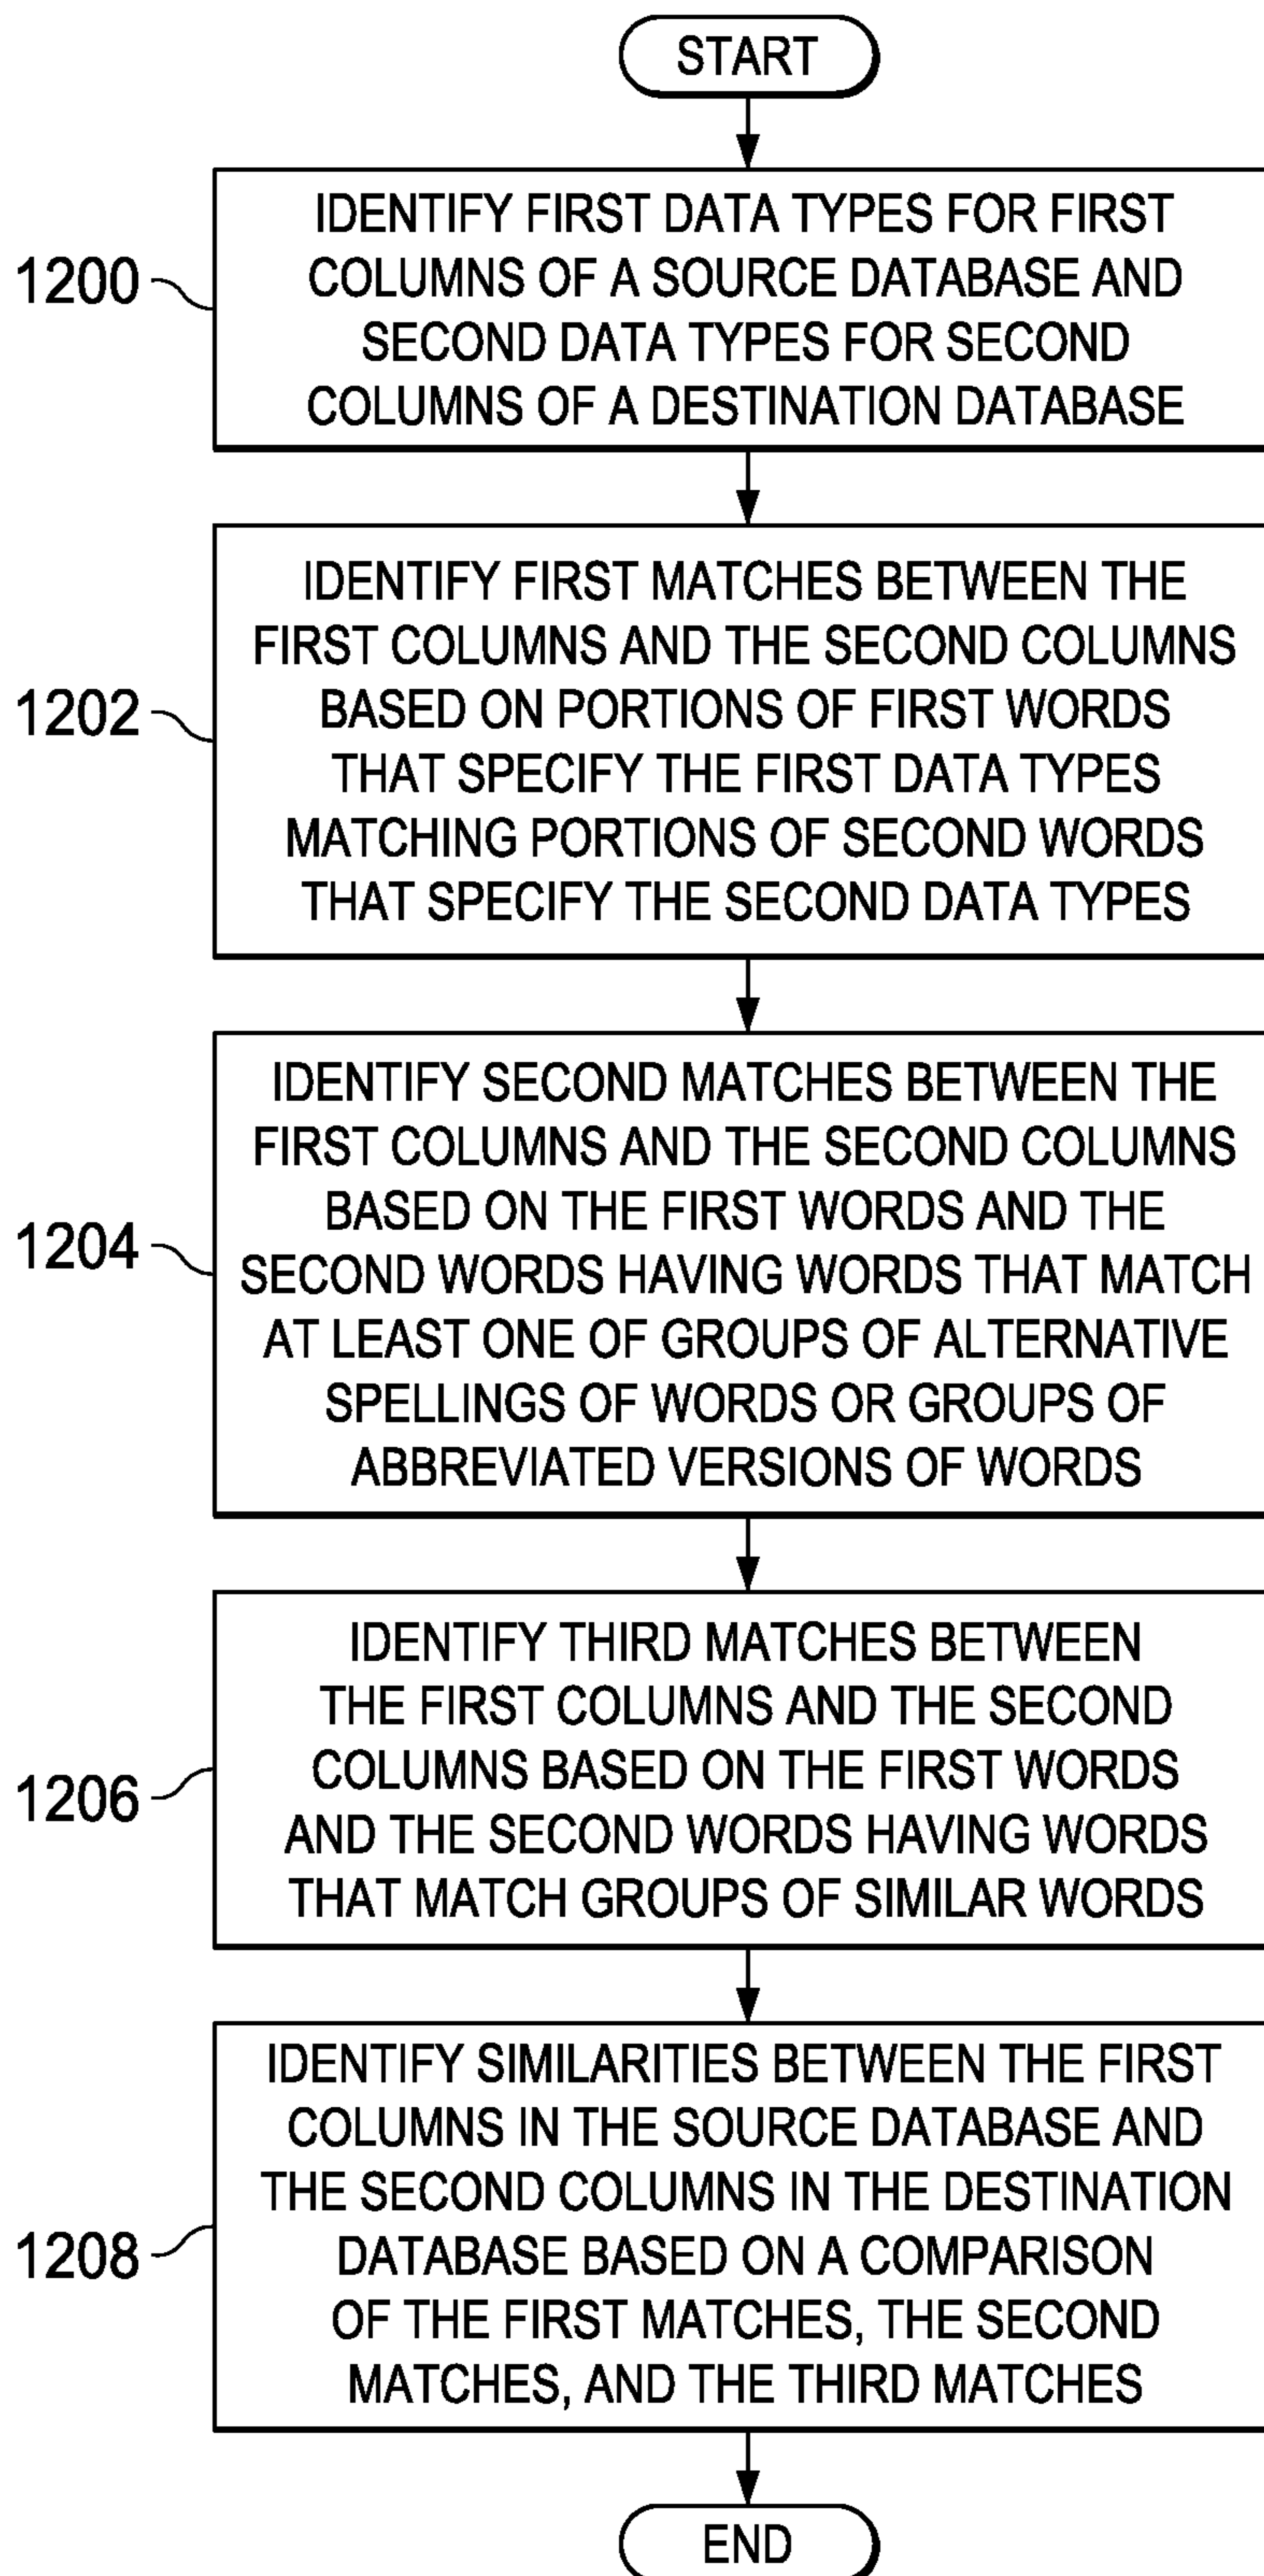 START
1200
IDENTIFY FIRST DATA TYPES FOR FIRST
COLUMNS OF A SOURCE DATABASE AND
SECOND DATA TYPES FOR SECOND
COLUMNS OF A DESTINATION DATABASE
1202
IDENTIFY FIRST MATCHES BETWEEN THE
FIRST COLUMNS AND THE SECOND COLUMNS
BASED ON PORTIONS OF FIRST WORDS
THAT SPECIFY THE FIRST DATA TYPES
MATCHING PORTIONS OF SECOND WORDS
THAT SPECIFY THE SECOND DATA TYPES
1204
IDENTIFY SECOND MATCHES BETWEEN THE
FIRST COLUMNS AND THE SECOND COLUMNS
BASED ON THE FIRST WORDS AND THE
SECOND WORDS HAVING WORDS THAT MATCH
AT LEAST ONE OF GROUPS OF ALTERNATIVE
SPELLINGS OF WORDS OR GROUPS OF
ABBREVIATED VERSIONS OF WORDS
1206
IDENTIFY THIRD MATCHES BETWEEN
THE FIRST COLUMNS AND THE SECOND
COLUMNS BASED ON THE FIRST WORDS
AND THE SECOND WORDS HAVING WORDS
THAT MATCH GROUPS OF SIMILAR WORDS
1208
IDENTIFY SIMILARITIES BETWEEN THE FIRST
COLUMNS IN THE SOURCE DATABASE AND
THE SECOND COLUMNS IN THE DESTINATION
DATABASE BASED ON A COMPARISON
OF THE FIRST MATCHES, THE SECOND
MATCHES, AND THE THIRD MATCHES
END